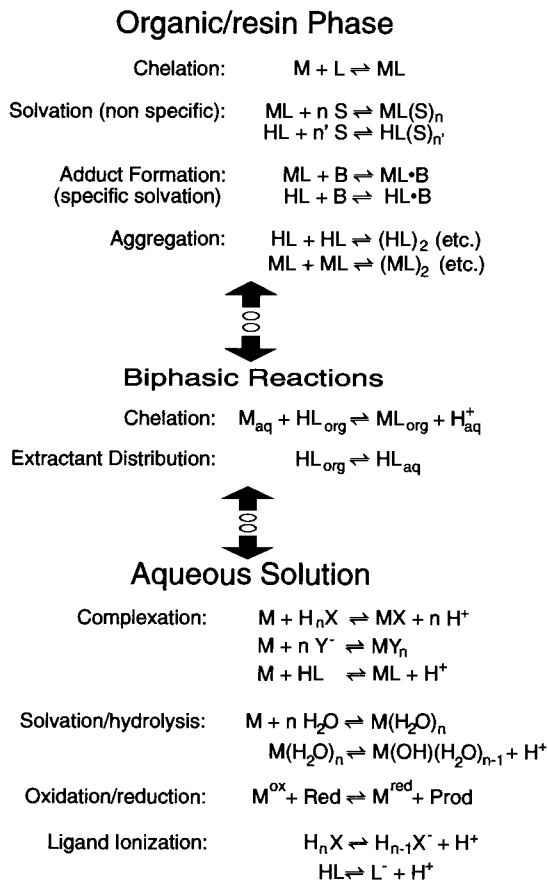 Organic/resin Phase
Chelation: M + L ⇌ ML
Solvation (non specific): ML + n S ⇌ ML(S)n
HL + n' S ⇌ HL(S)n'
Adduct Formation: ML + B ⇌ ML•B
(specific solvation) HL + B ⇌ HL•B
Aggregation: HL + HL ⇌ (HL)2 (etc.)
ML + ML ⇌ (ML)2 (etc.)
Biphasic Reactions
Chelation: Maq + HLorg ⇌ MLorg + H+aq
Extractant Distribution: HLorg ⇌ HLaq
Aqueous Solution
Complexation: M + HnX ⇌ MX + n H+
M + n Y- ⇌ MYn
M + HL ⇌ ML + H+
Solvation/hydrolysis: M + n H2O ⇌ M(H2O)n
M(H2O)n ⇌ M(OH)(H2O)n-1 + H+
Oxidation/reduction: Mox + Red ⇌ Mred + Prod
Ligand Ionization: HnX ⇌ Hn-1X- + H+
HL ⇌ L- + H+